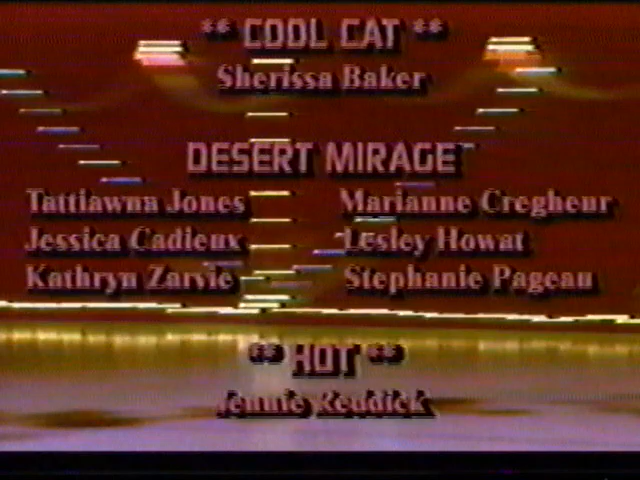 ** COOL CAT **
Sherissa Baker
DESERT MIRAGE
Tattiawna Jones Marianne Cregheur
Jessica Cadieux Lesley Howat
Kathryn Zarvie Stephanie Pageau
** HOT **
Jennie Reddick